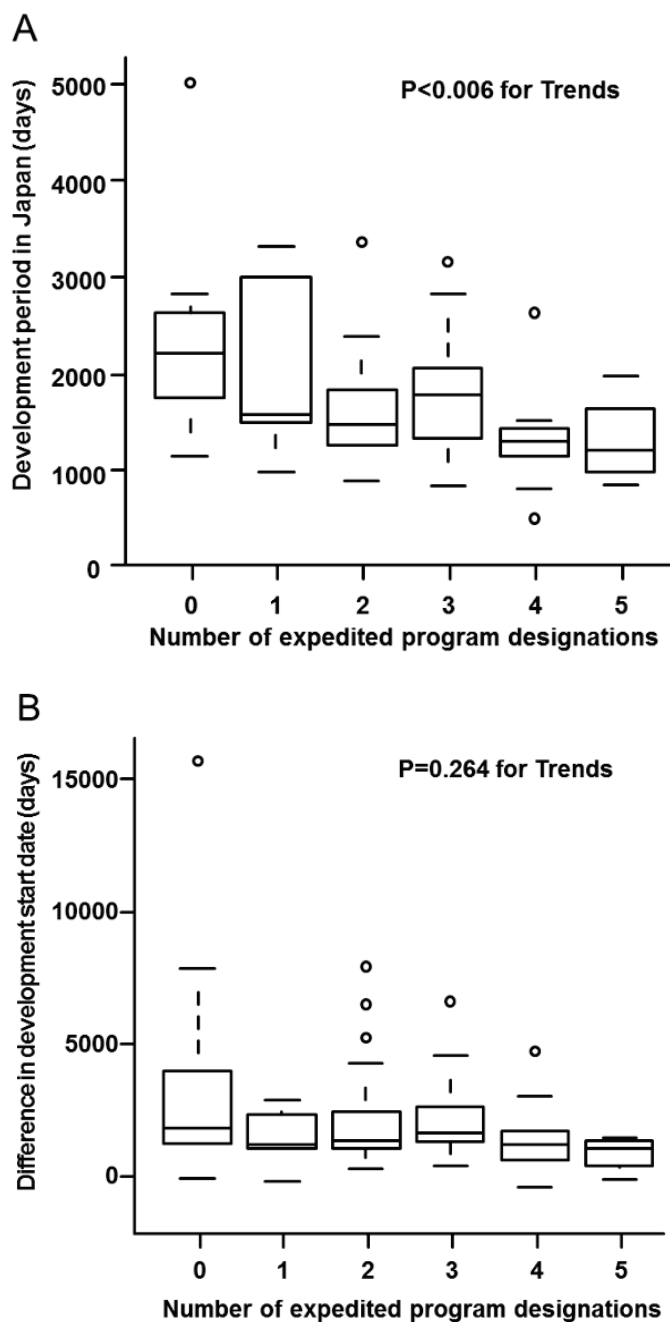 A
Development period in Japan (days)
P<0.006 for Trends
5000
4000
3000
2000
1000
0
0 1 2 3 4 5
Number of expedited program designations
B
Difference in development start date (days)
P=0.264 for Trends
15000
10000
5000
0
0 1 2 3 4 5
Number of expedited program designations